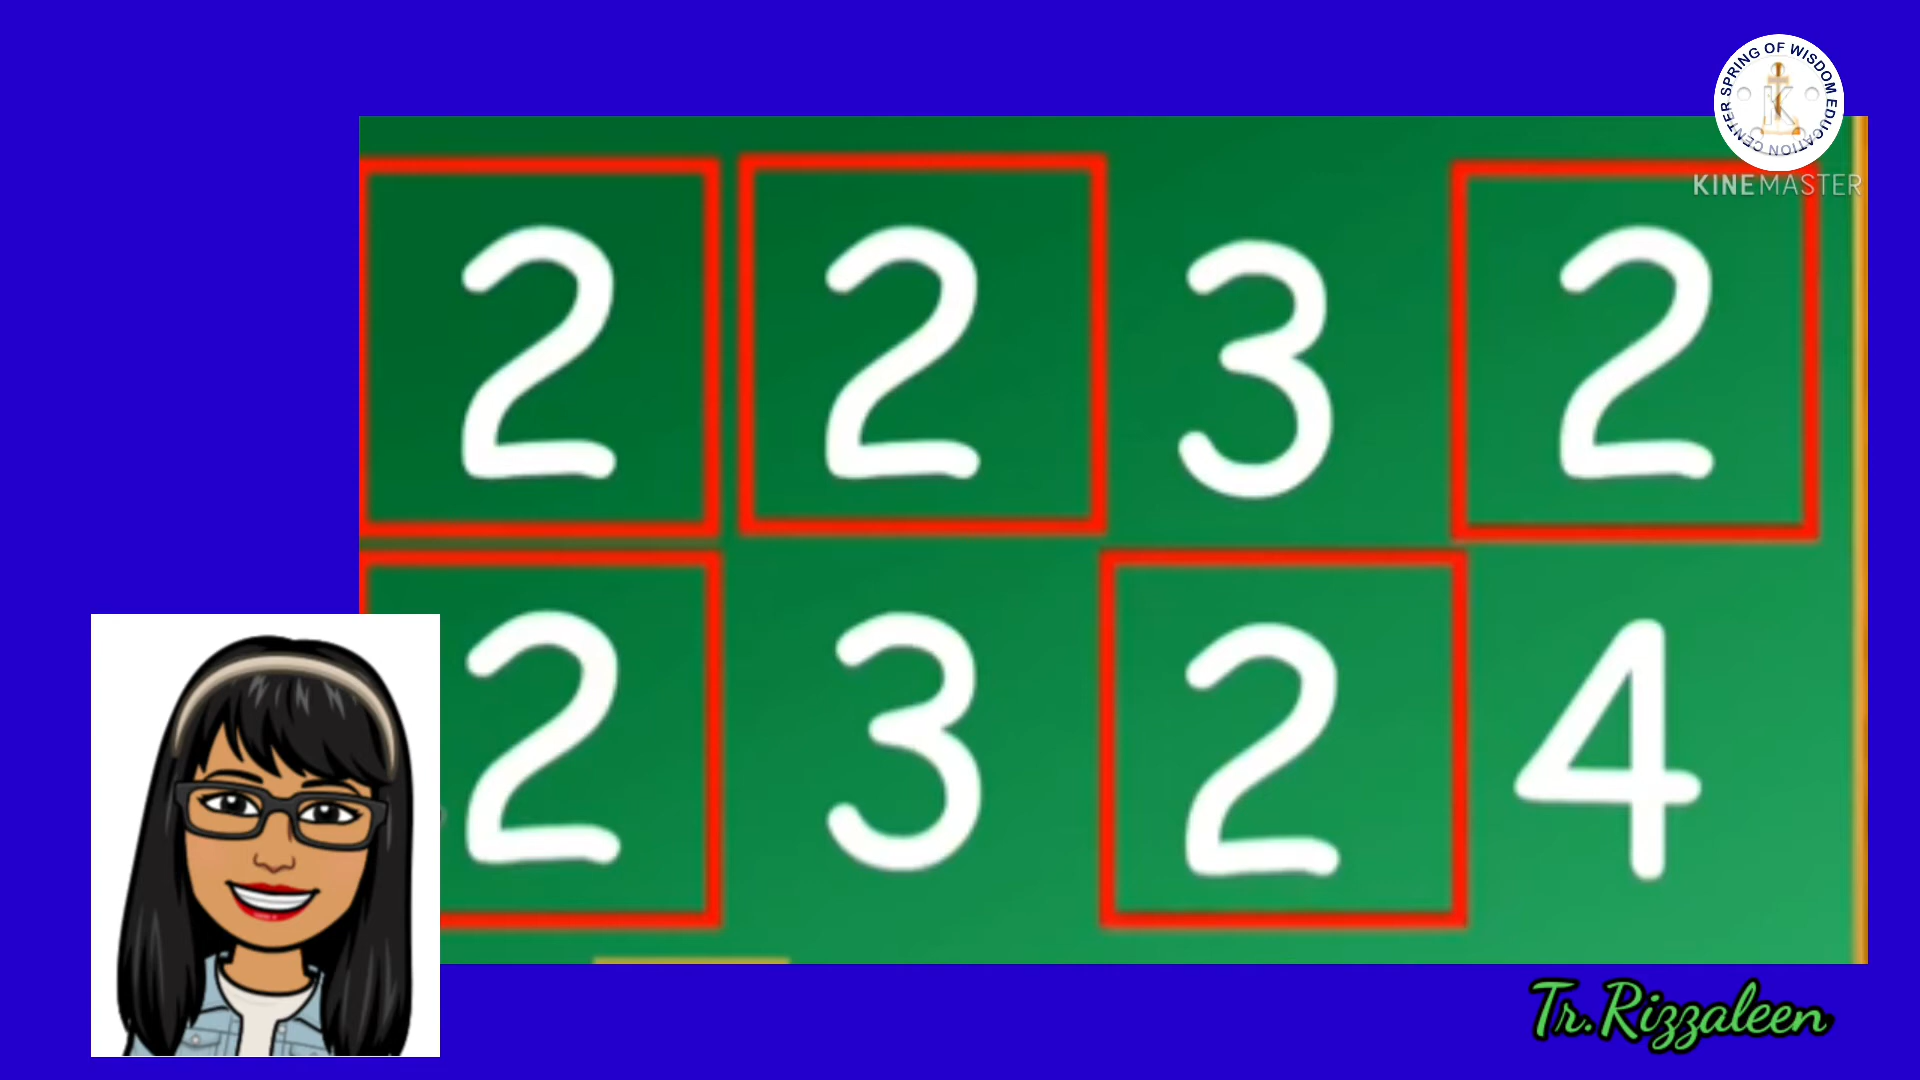 SPRING OF WISDOM EDUCATION CENTER
K
KINEMASTER
2 2 3 2
2 3 2 4
Tr.Rizzaleen